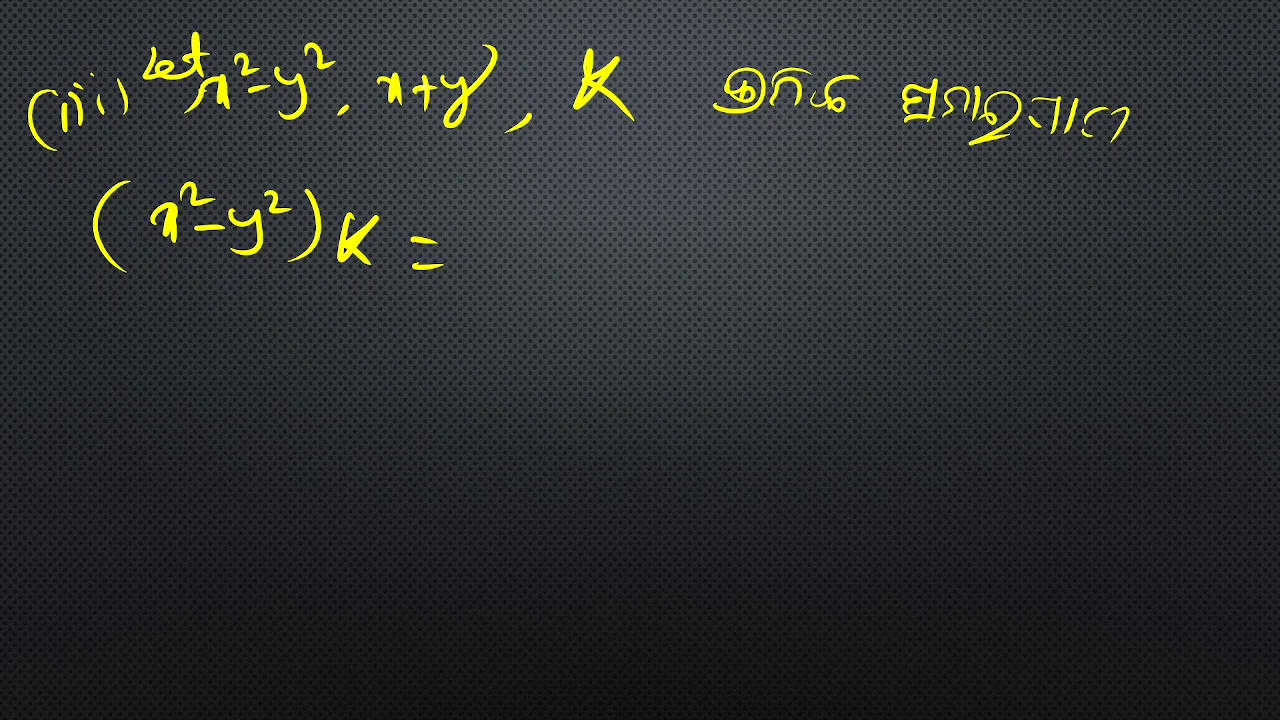 (iii) let x² - y², x + y, K କ୍ରମିକ ସମାନୁପାତୀ
(x² - y²) K =